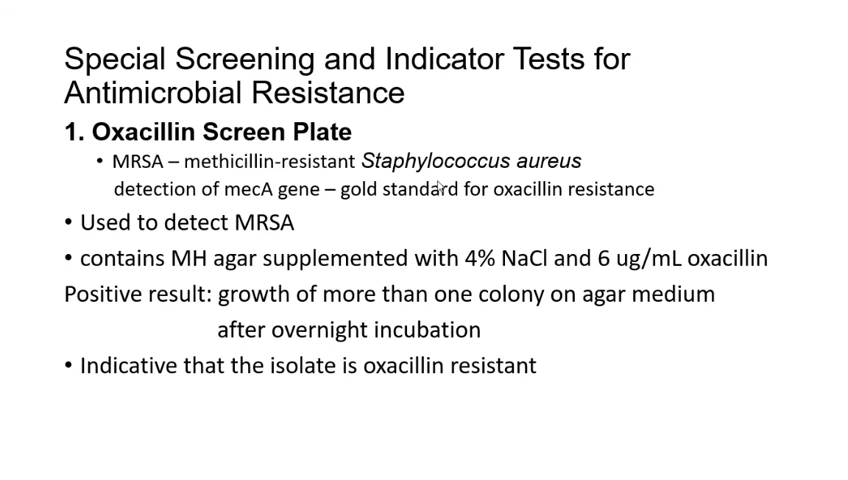 Special Screening and Indicator Tests for
Antimicrobial Resistance
1. Oxacillin Screen Plate
• MRSA – methicillin-resistant Staphylococcus aureus
detection of mecA gene – gold standard for oxacillin resistance
• Used to detect MRSA
• contains MH agar supplemented with 4% NaCl and 6 ug/mL oxacillin
Positive result: growth of more than one colony on agar medium
after overnight incubation
• Indicative that the isolate is oxacillin resistant